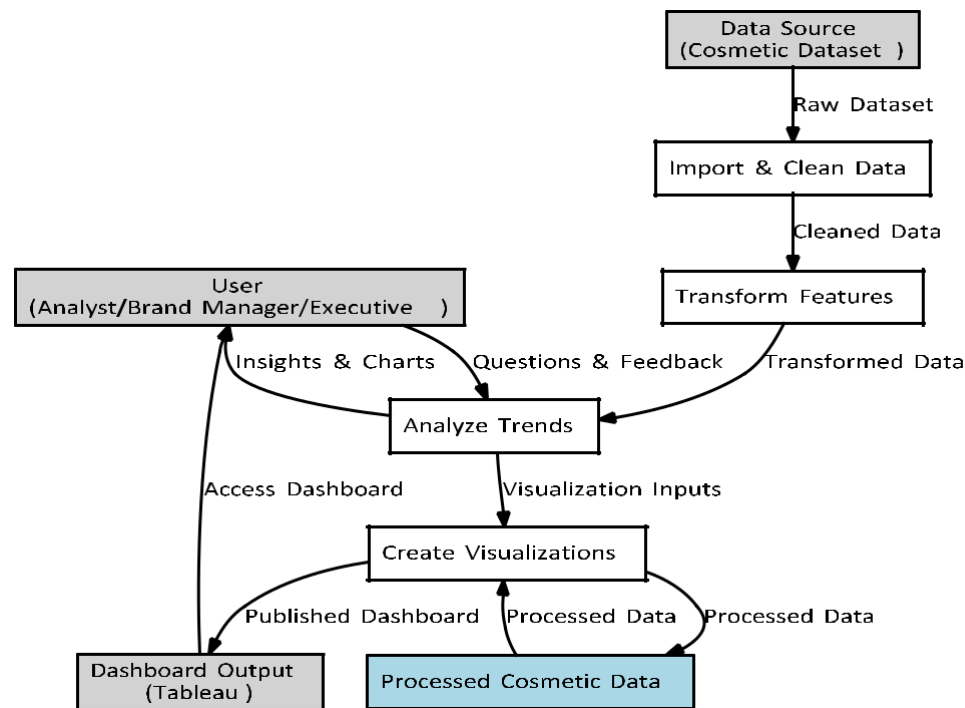 Data Source
(Cosmetic Dataset )
Raw Dataset
Import & Clean Data
Cleaned Data
User
(Analyst/Brand Manager/Executive )
Transform Features
Insights & Charts
Questions & Feedback
Transformed Data
Analyze Trends
Access Dashboard
Visualization Inputs
Create Visualizations
Published Dashboard
Processed Data
Processed Data
Dashboard Output
(Tableau )
Processed Cosmetic Data